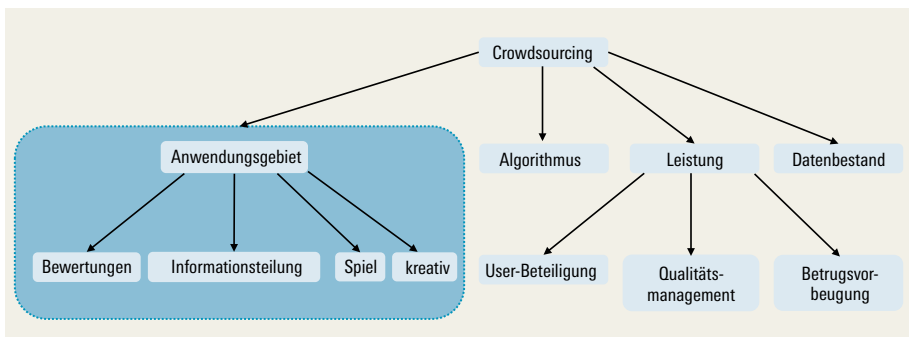 Crowdsourcing
Anwendungsgebiet
Algorithmus
Leistung
Datenbestand
Bewertungen
Informationsteilung
Spiel
kreativ
User-Beteiligung
Qualitäts-
management
Betrugsvor-
beugung